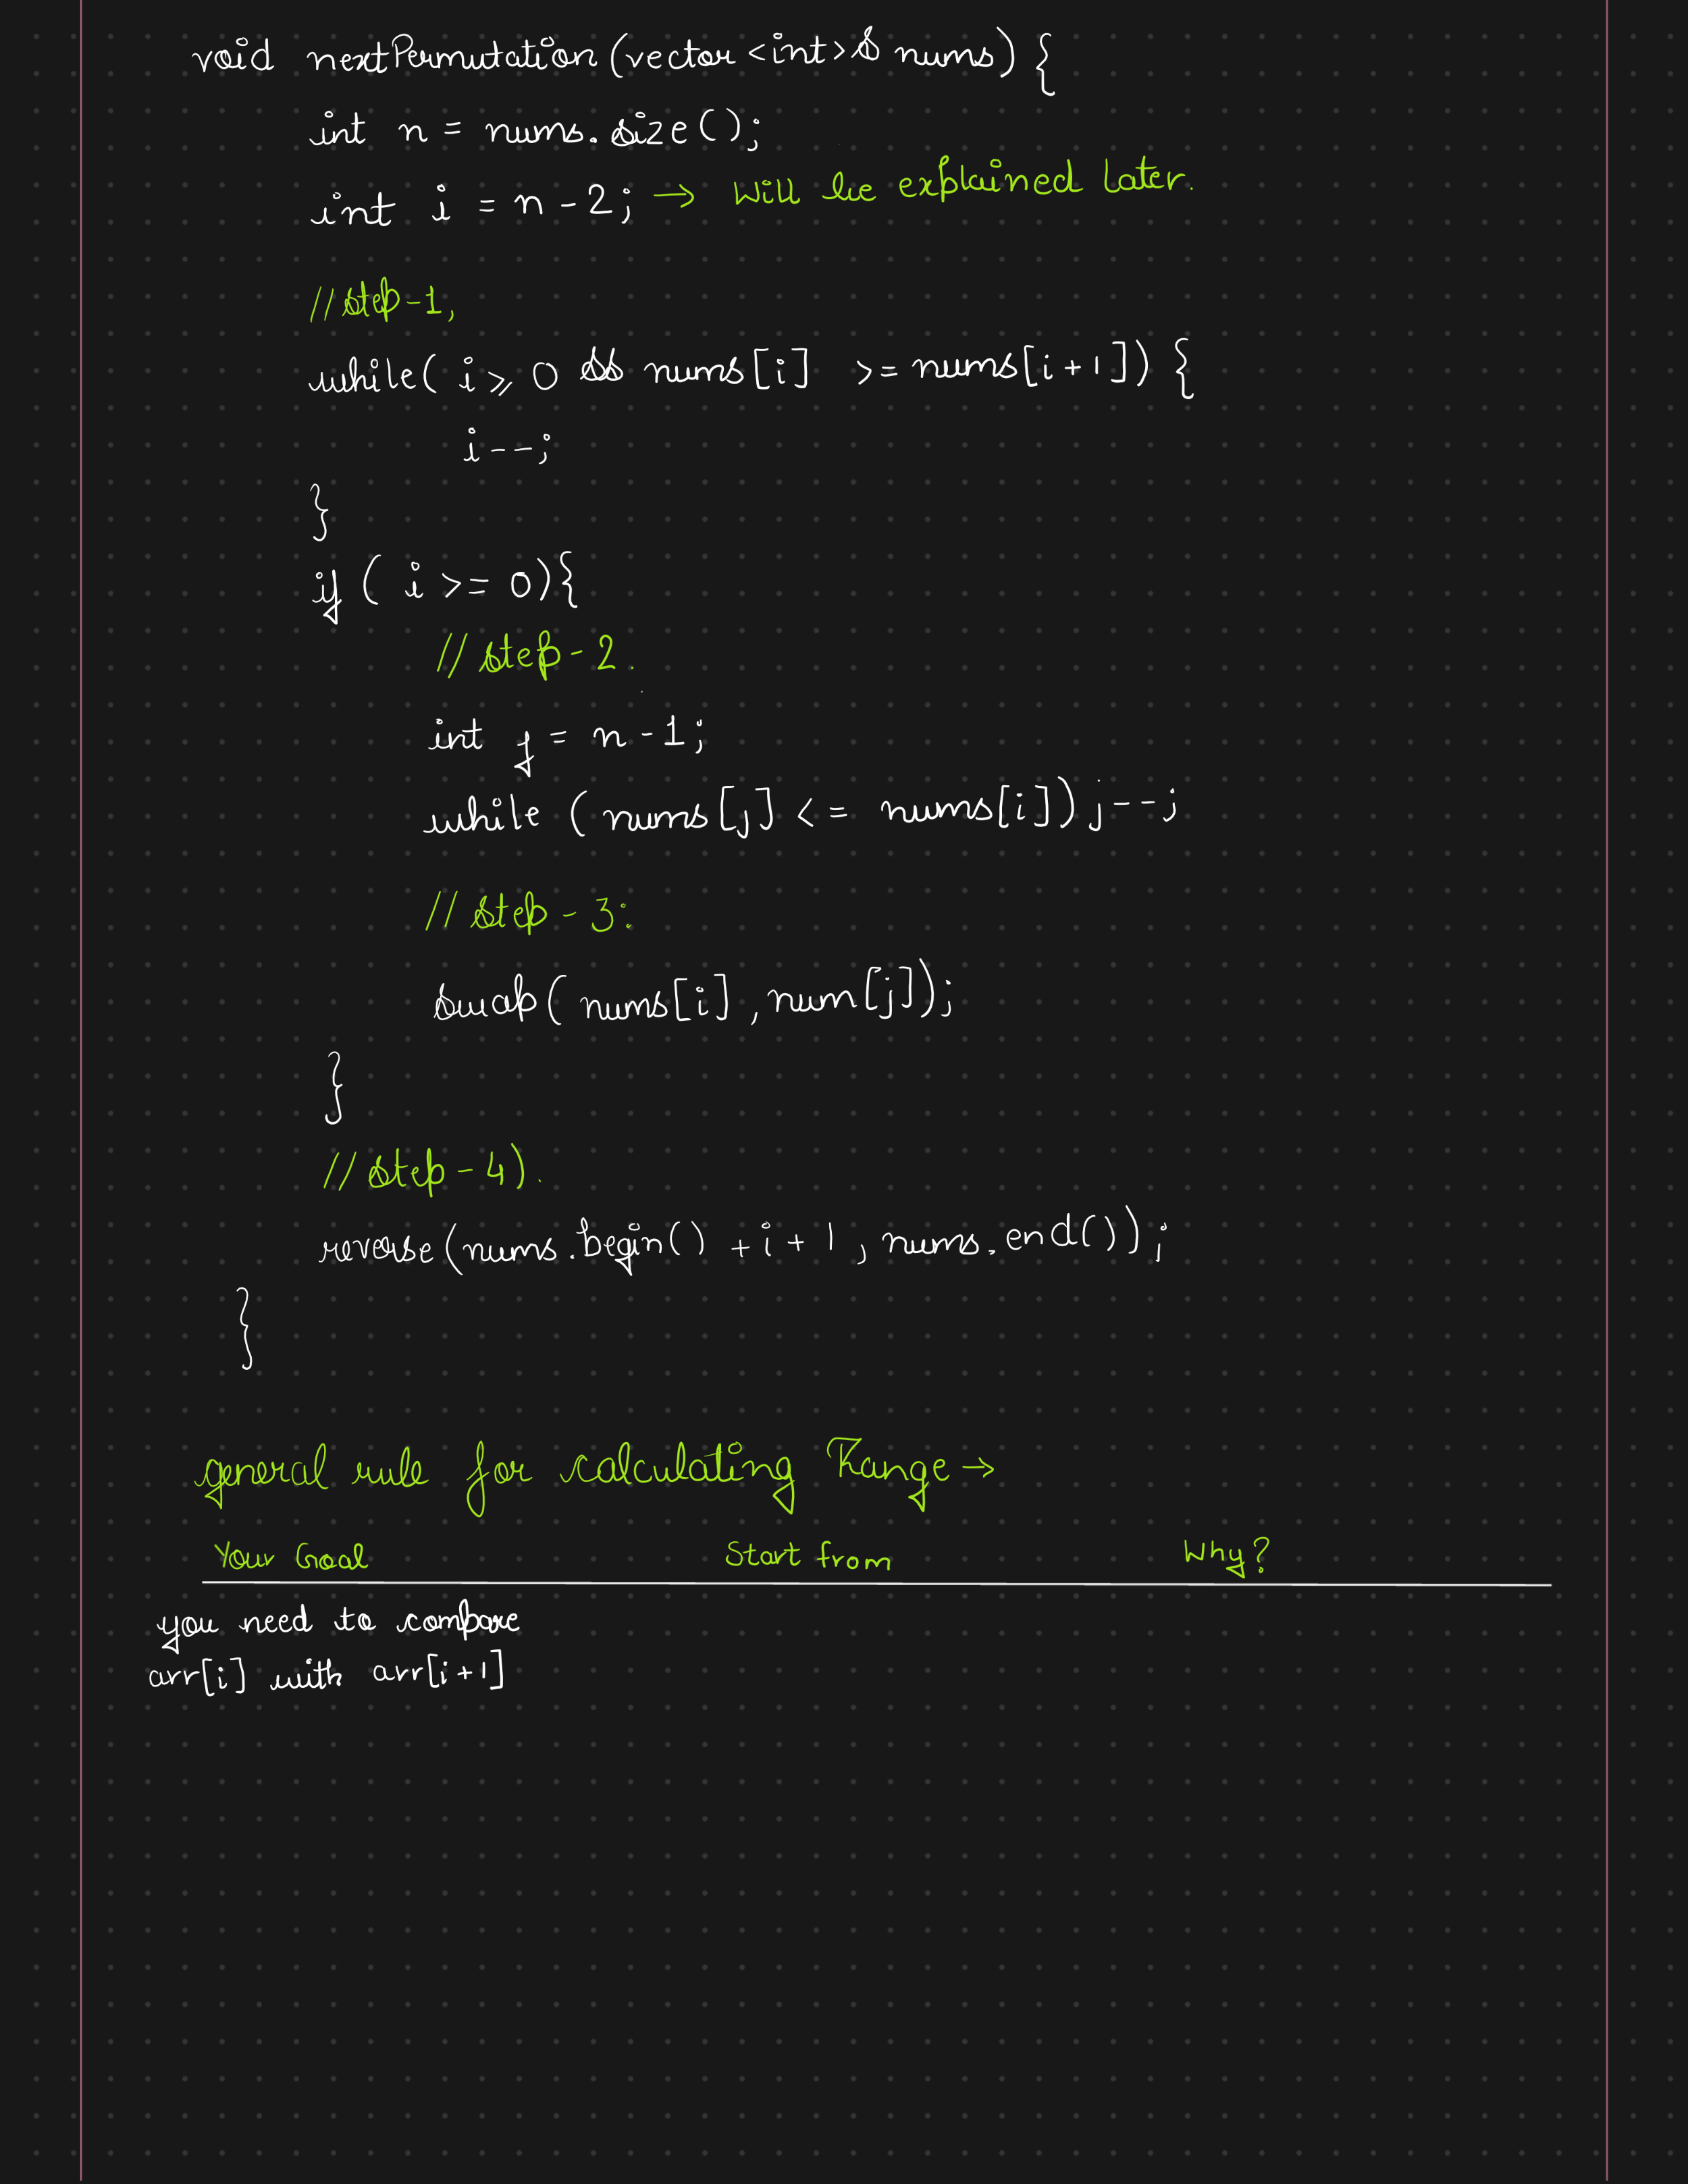 void nextPermutation (vector <int>& nums) {
int n = nums.size();
int i = n - 2; → Will be explained later.
// step-1,
while( i ⩾ 0 && nums[i] >= nums[i+1]) {
i--;
}
if ( i >= 0){
// step-2.
int j = n-1;
while (nums[j] <= nums[i]) j--;
// step-3:
swap( nums[i], num[j]);
}
// step-4).
reverse(nums.begin() + i + 1, nums.end());
}
general rule for calculating Range →
Your Goal Start from Why?
you need to compare
arr[i] with arr[i+1]